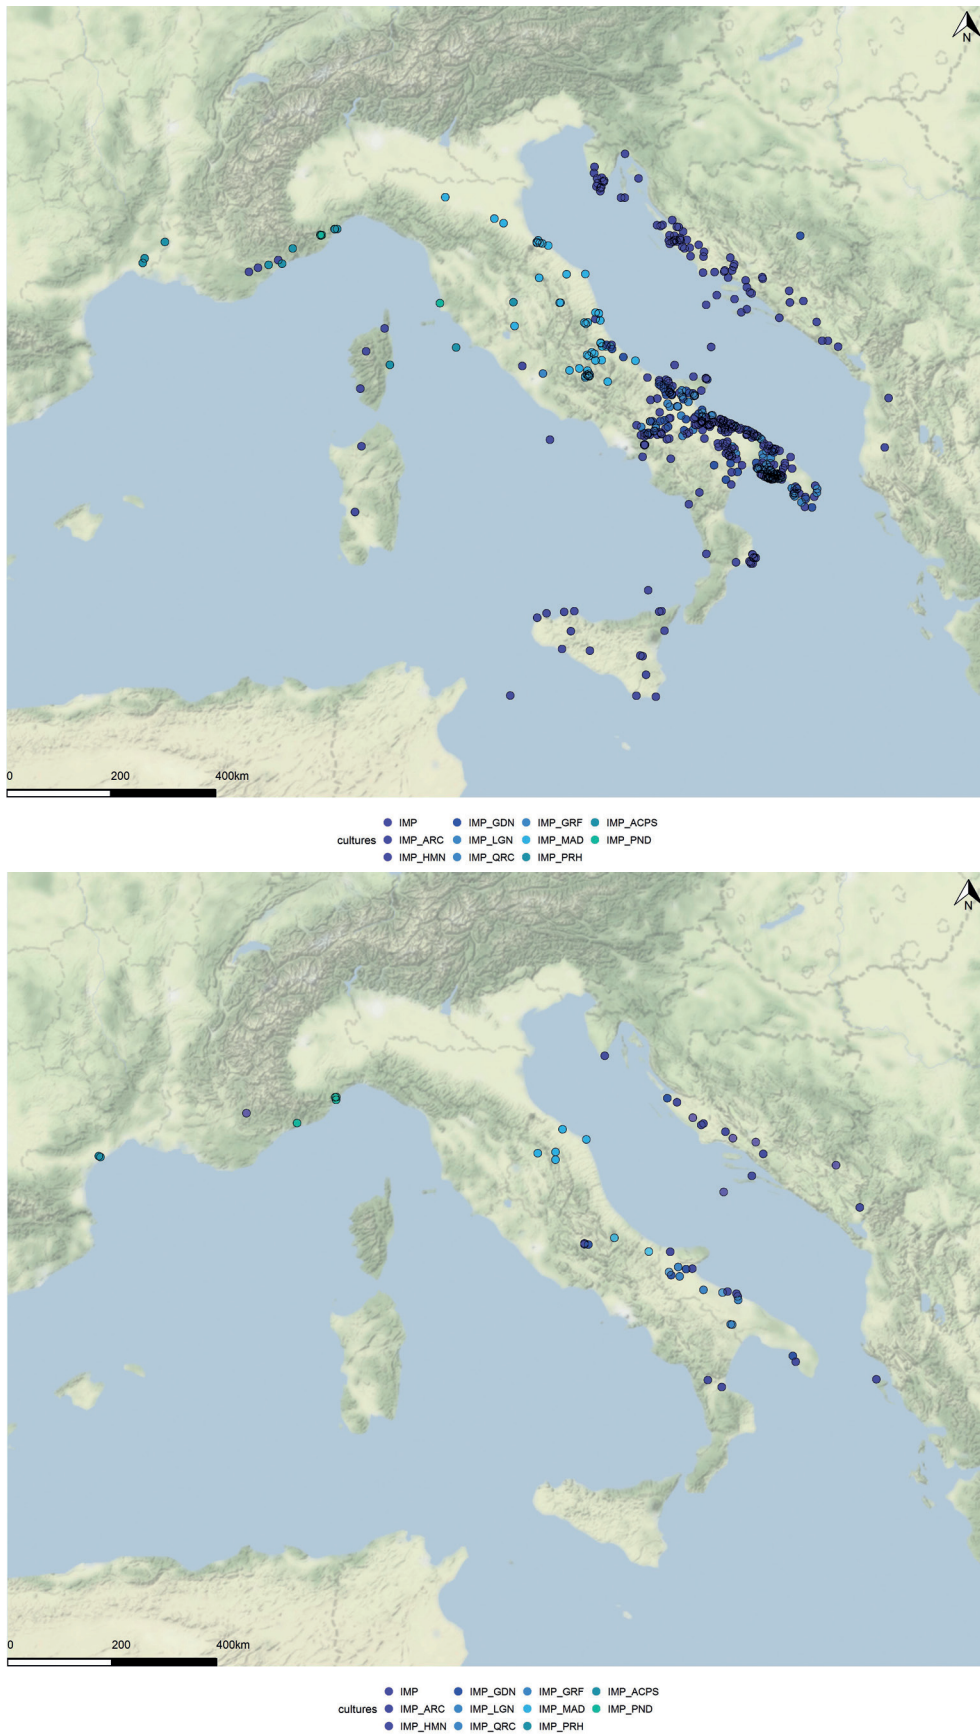 N
0 200 400km
IMP IMP_GDN IMP_GRF IMP_ACPS
cultures IMP_ARC IMP_LGN IMP_MAD IMP_PND
IMP_HMN IMP_QRC IMP_PRH
N
0 200 400km
IMP IMP_GDN IMP_GRF IMP_ACPS
cultures IMP_ARC IMP_LGN IMP_MAD IMP_PND
IMP_HMN IMP_QRC IMP_PRH